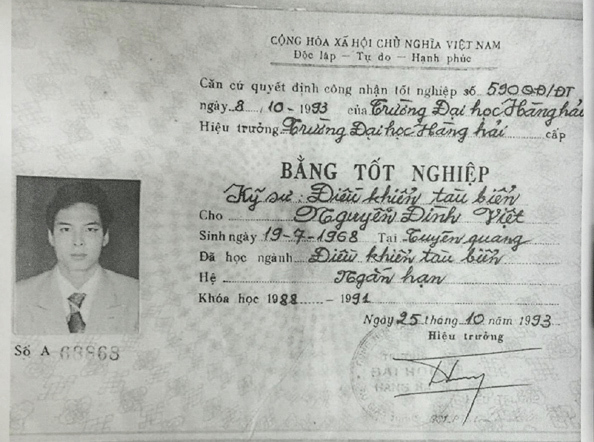 CỘNG HÒA XÃ HỘI CHỦ NGHĨA VIỆT NAM
Độc lập – Tự do – Hạnh phúc
Căn cứ quyết định công nhận tốt nghiệp số 590QĐ/ĐT
ngày 8 / 10 - 1993 của Trường Đại học Hàng hải
Hiệu trưởng Trường Đại học Hàng hải cấp
BẰNG TỐT NGHIỆP
Kỹ sư: Điều khiển tàu biển
Cho Nguyễn Đình Việt
Sinh ngày 19-7-1968 Tại Tuyên quang
Đã học ngành Điều khiển tàu biển
Hệ Ngắn hạn
Khóa học 1988 - 1991
Ngày 25 tháng 10 năm 1993
Hiệu trưởng
Số A 68868